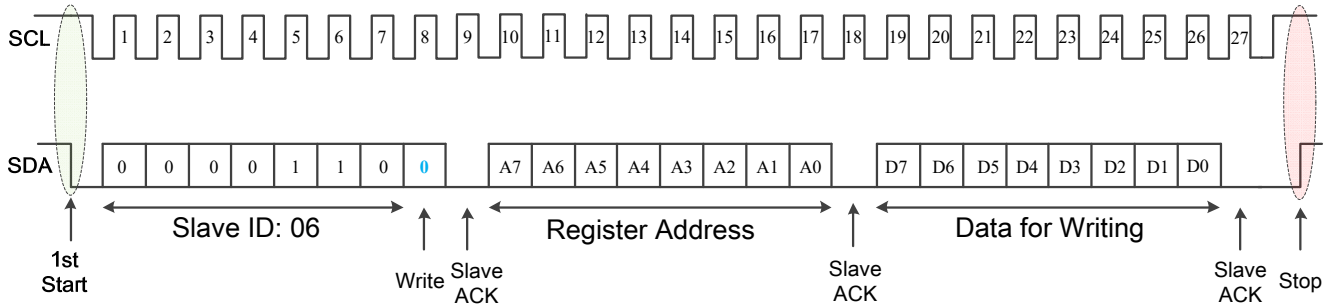 SCL 1 2 3 4 5 6 7 8 9 10 11 12 13 14 15 16 17 18 19 20 21 22 23 24 25 26 27
SDA 0 0 0 0 1 1 0 0 A7 A6 A5 A4 A3 A2 A1 A0 D7 D6 D5 D4 D3 D2 D1 D0
Slave ID: 06 Register Address Data for Writing
1st
Start
Write
Slave
ACK
Slave
ACK
Slave
ACK
Stop